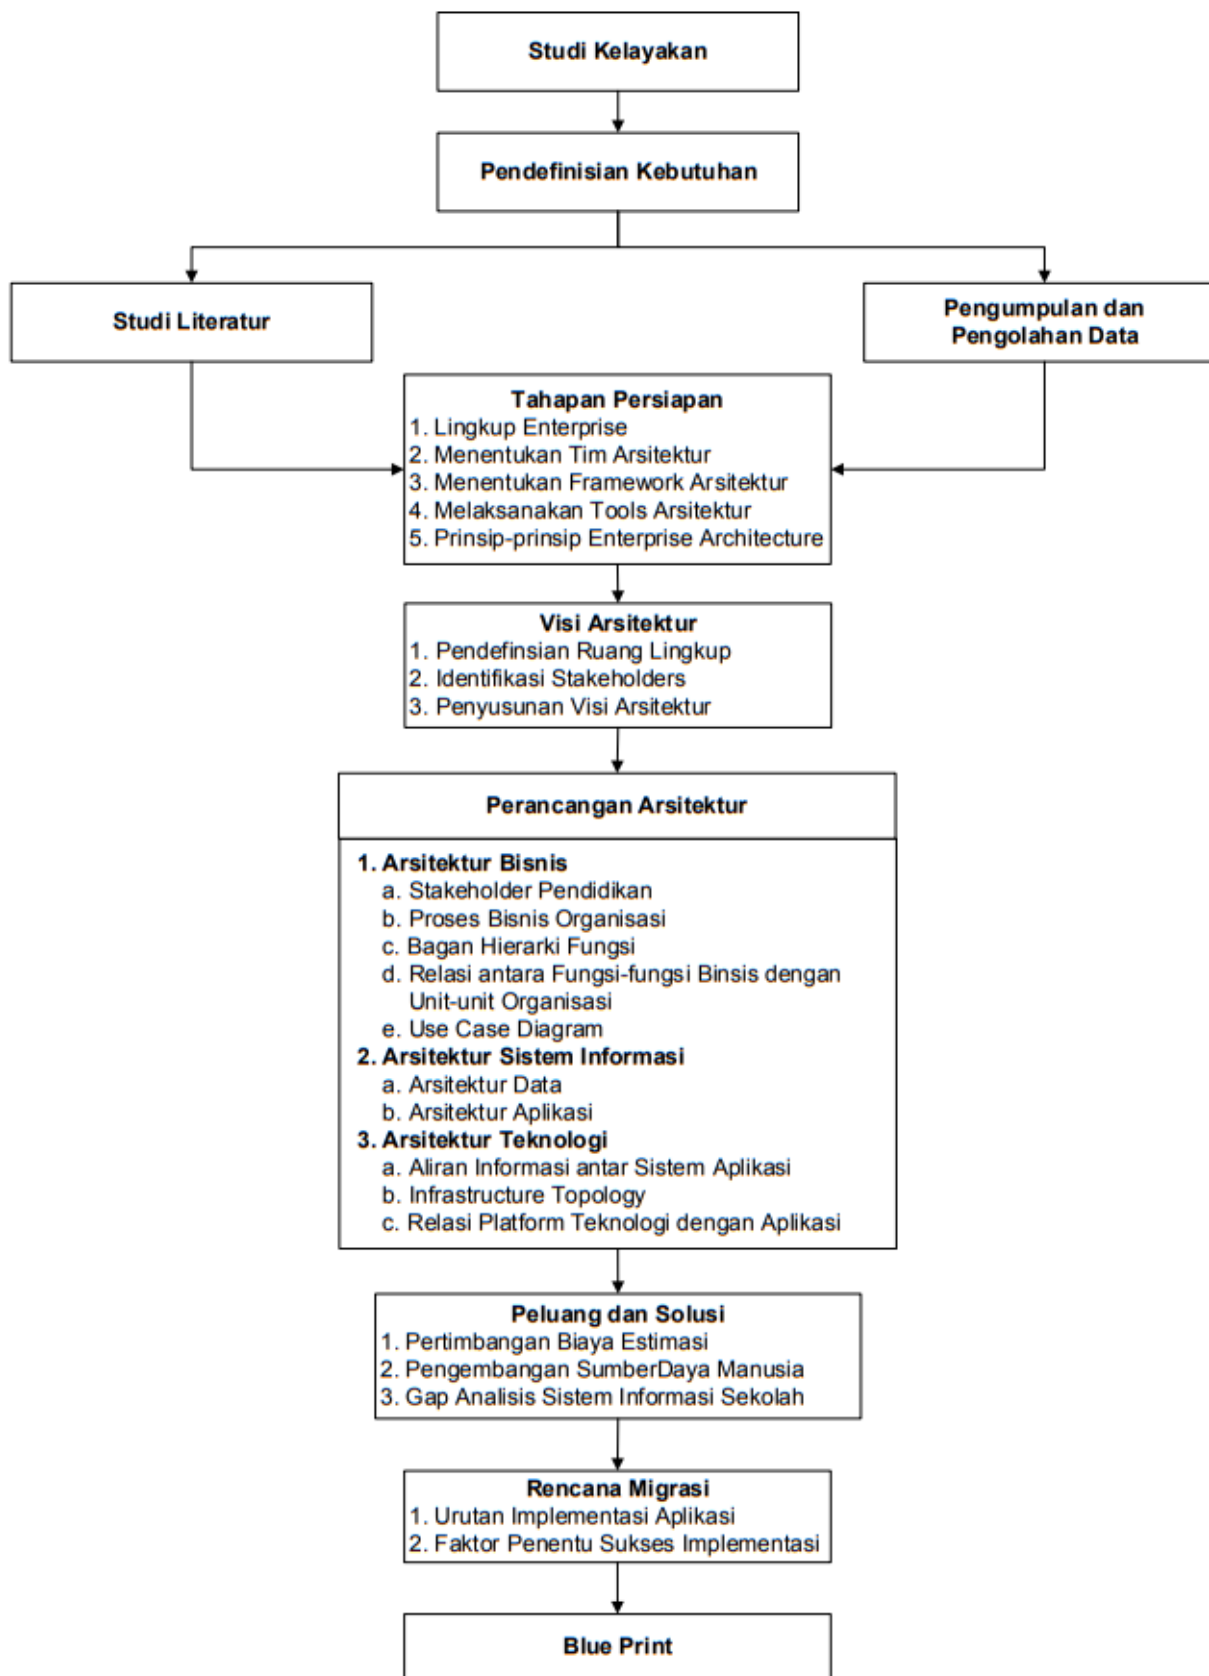 Studi Kelayakan
Pendefinisian Kebutuhan
Studi Literatur
Pengumpulan dan
Pengolahan Data
Tahapan Persiapan
1. Lingkup Enterprise
2. Menentukan Tim Arsitektur
3. Menentukan Framework Arsitektur
4. Melaksanakan Tools Arsitektur
5. Prinsip-prinsip Enterprise Architecture
Visi Arsitektur
1. Pendefinsian Ruang Lingkup
2. Identifikasi Stakeholders
3. Penyusunan Visi Arsitektur
Perancangan Arsitektur
1. Arsitektur Bisnis
a. Stakeholder Pendidikan
b. Proses Bisnis Organisasi
c. Bagan Hierarki Fungsi
d. Relasi antara Fungsi-fungsi Binsis dengan
Unit-unit Organisasi
e. Use Case Diagram
2. Arsitektur Sistem Informasi
a. Arsitektur Data
b. Arsitektur Aplikasi
3. Arsitektur Teknologi
a. Aliran Informasi antar Sistem Aplikasi
b. Infrastructure Topology
c. Relasi Platform Teknologi dengan Aplikasi
Peluang dan Solusi
1. Pertimbangan Biaya Estimasi
2. Pengembangan SumberDaya Manusia
3. Gap Analisis Sistem Informasi Sekolah
Rencana Migrasi
1. Urutan Implementasi Aplikasi
2. Faktor Penentu Sukses Implementasi
Blue Print